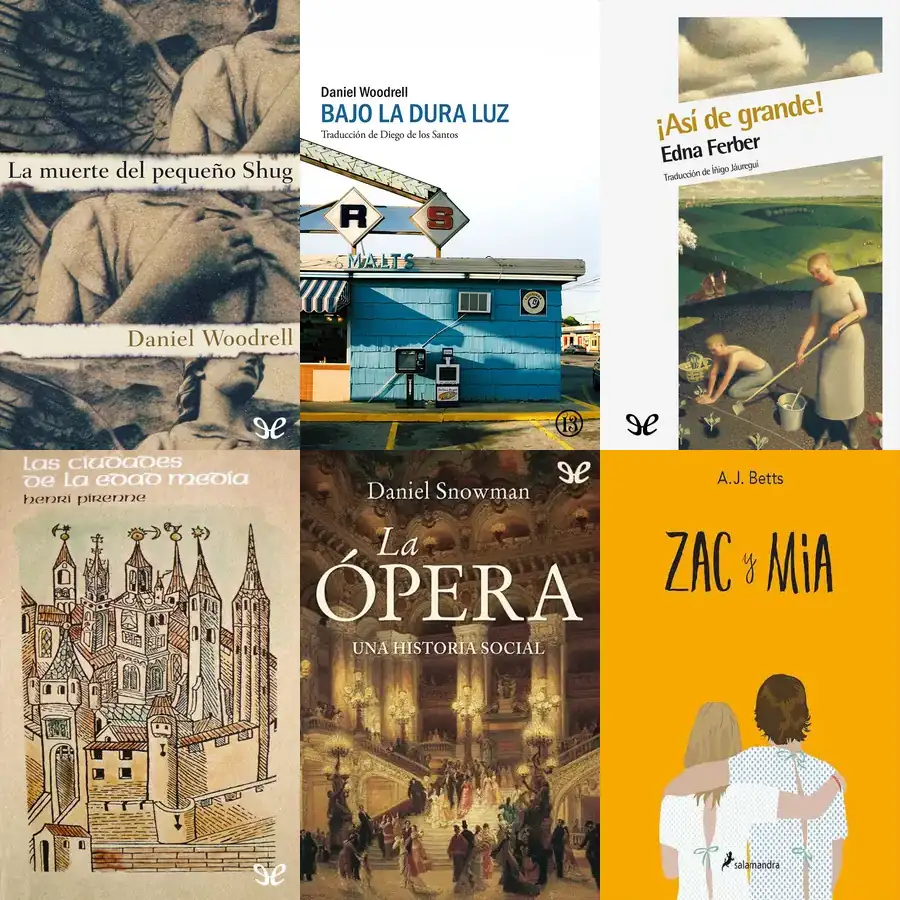 La muerte del pequeño Shug
Daniel Woodrell
Daniel Woodrell
BAJO LA DURA LUZ
Traducción de Diego de los Santos
R S
MALTS
13
¡Así de grande!
Edna Ferber
Traducción de Íñigo Jáuregui
las ciudades
de la edad media
henri pirenne
Daniel Snowman
La
ÓPERA
UNA HISTORIA SOCIAL
A.J. Betts
ZAC y MiA
salamandra